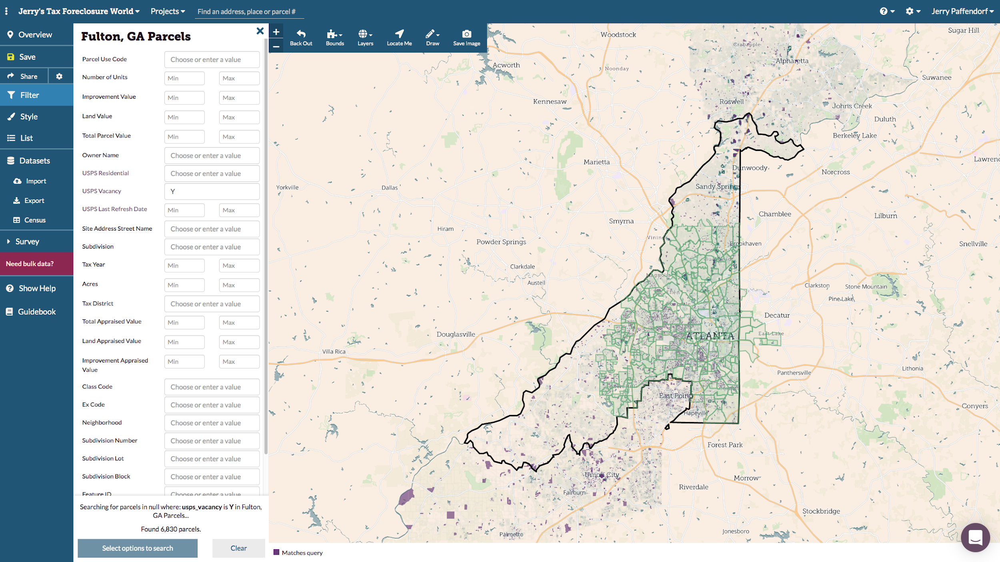 Jerry's Tax Foreclosure World
Projects
Find an address, place or parcel #
Jerry Paffendorf
Overview
Save
Share
Filter
Style
List
Datasets
Import
Export
Census
Survey
Need bulk data?
Show Help
Guidebook
Fulton, GA Parcels
Parcel Use Code Choose or enter a value
Number of Units Min Max
Improvement Value Min Max
Land Value Min Max
Total Parcel Value Min Max
Owner Name Choose or enter a value
USPS Residential Choose or enter a value
USPS Vacancy Y
USPS Last Refresh Date Min Max
Site Address Street Name Choose or enter a value
Subdivision Choose or enter a value
Tax Year Min Max
Acres Min Max
Tax District Choose or enter a value
Total Appraised Value Min Max
Land Appraised Value Min Max
Improvement Appraised Min Max
Value
Class Code Choose or enter a value
Ex Code Choose or enter a value
Neighborhood Choose or enter a value
Subdivision Number Choose or enter a value
Subdivision Lot Choose or enter a value
Subdivision Block Choose or enter a value
Feature ID Choose or enter a value
Searching for parcels in null where: usps_vacancy is Y in Fulton,
GA Parcels...
Found 6,830 parcels.
Select options to search
Clear
+
−
Back Out
Bounds
Layers
Locate Me
Draw
Save Image
Woodstock
Sugar Hill
Crabapple
Alpharetta
Acworth
Noonday
Suwanee
Kennesaw
Roswell
Johns Creek
Duluth
Berkeley Lake
Marietta
Lawrenc
Dunwoody
Norcross
Yorkville
Dallas
Sandy Springs
Chamblee
Lilburn
Smyrna
Hiram
Vinings
Powder Springs
Brookhaven
Snellville
Buckhead
Clarkdale
Magnolia
Austell
Clarkston
Stone Mountain
Ellen
Pine Lake
Rockdale
Decatur
Douglasville
ATLANTA
East Lake
Villa Rica
Lithonia
Panthersville
Ben Hill
East Point
Conyers
Hapeville
Forest Park
Union City
Morrow
Riverdale
Fairburn
Stockbridge
Jonesboro
Palmetto
Matches query